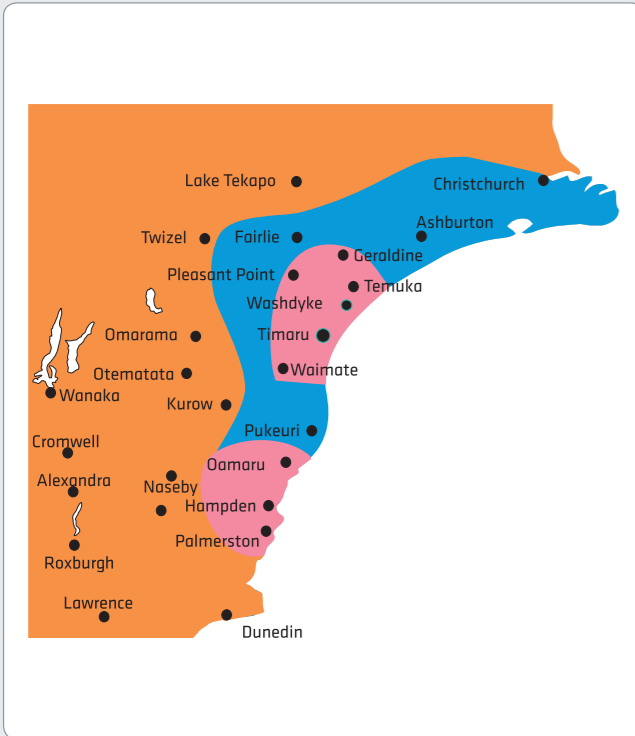 Lake Tekapo
Christchurch
Ashburton
Twizel
Fairlie
Geraldine
Pleasant Point
Temuka
Washdyke
Omarama
Timaru
Otematata
Waimate
Wanaka
Kurow
Pukeuri
Cromwell
Oamaru
Alexandra
Naseby
Hampden
Palmerston
Roxburgh
Lawrence
Dunedin